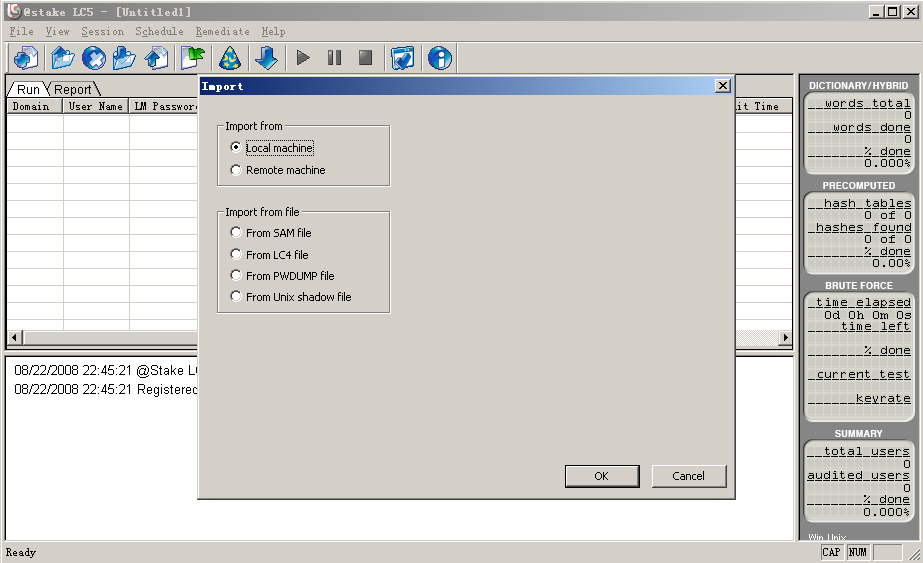 @stake LC5 - [Untitled1]
File View Session Schedule Remediate Help
Run Report
Domain User Name LM Passwor it Time
Import
Import from
Local machine
Remote machine
Import from file
From SAM file
From LC4 file
From PWDUMP file
From Unix shadow file
OK Cancel
08/22/2008 22:45:21 @Stake LC
08/22/2008 22:45:21 Registered
DICTIONARY/HYBRID
words total
0
words done
0
% done
0.000%
PRECOMPUTED
hash tables
0 of 0
hashes found
0 of 0
% done
0.00%
BRUTE FORCE
time elapsed
0d 0h 0m 0s
time left
% done
current test
keyrate
SUMMARY
total users
0
audited users
0
% done
0.000%
Win Unix
Ready CAP NUM